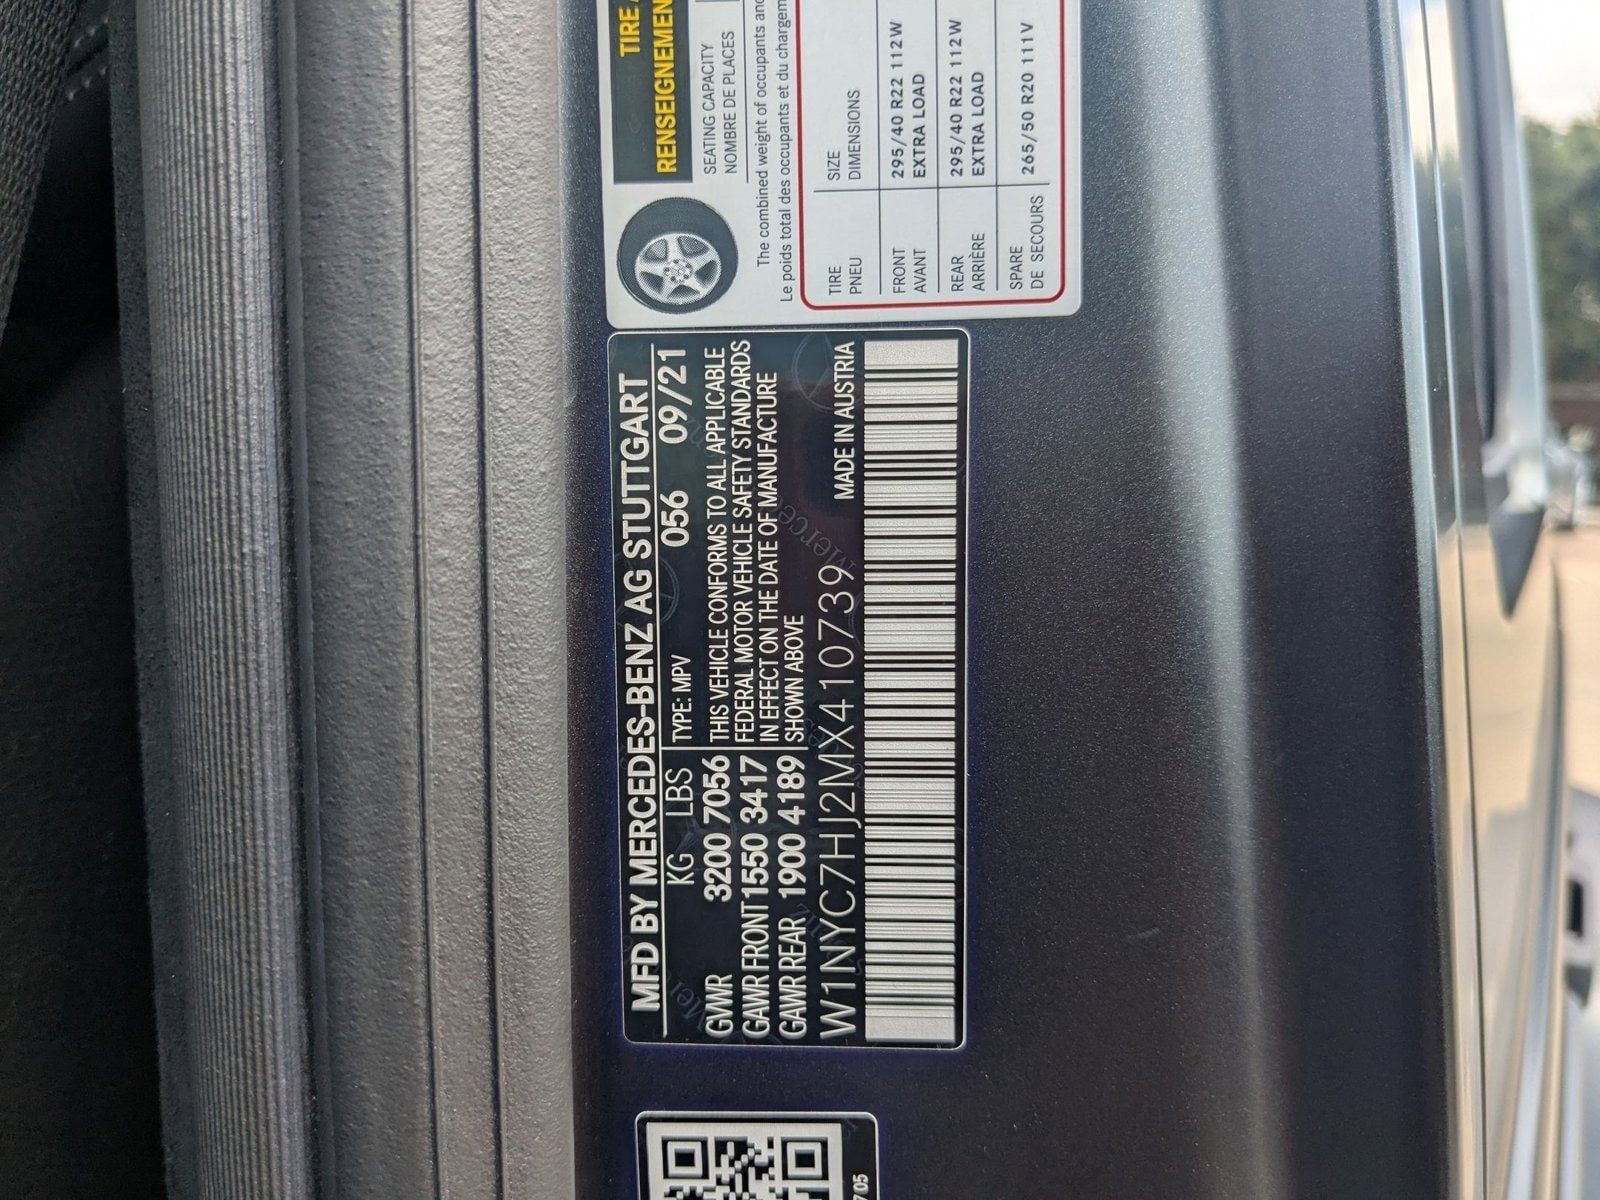 MFD BY MERCEDES-BENZ AG STUTTGART
KG LBS
TYPE: MPV 056 09/21
GVWR 3200 7056
GAWR FRONT 1550 3417
GAWR REAR 1900 4189
THIS VEHICLE CONFORMS TO ALL APPLICABLE
FEDERAL MOTOR VEHICLE SAFETY STANDARDS
IN EFFECT ON THE DATE OF MANUFACTURE
SHOWN ABOVE
MADE IN AUSTRIA
W1NYC7HJ2MX410739
TIRE
RENSEIGNEMEN
SEATING CAPACITY
NOMBRE DE PLACES
The combined weight of occupants and
Le poids total des occupants et du chargem
TIRE SIZE
PNEU DIMENSIONS
FRONT 295/40 R22 112W
AVANT EXTRA LOAD
REAR 295/40 R22 112W
ARRIÈRE EXTRA LOAD
SPARE 265/50 R20 111V
DE SECOURS
705